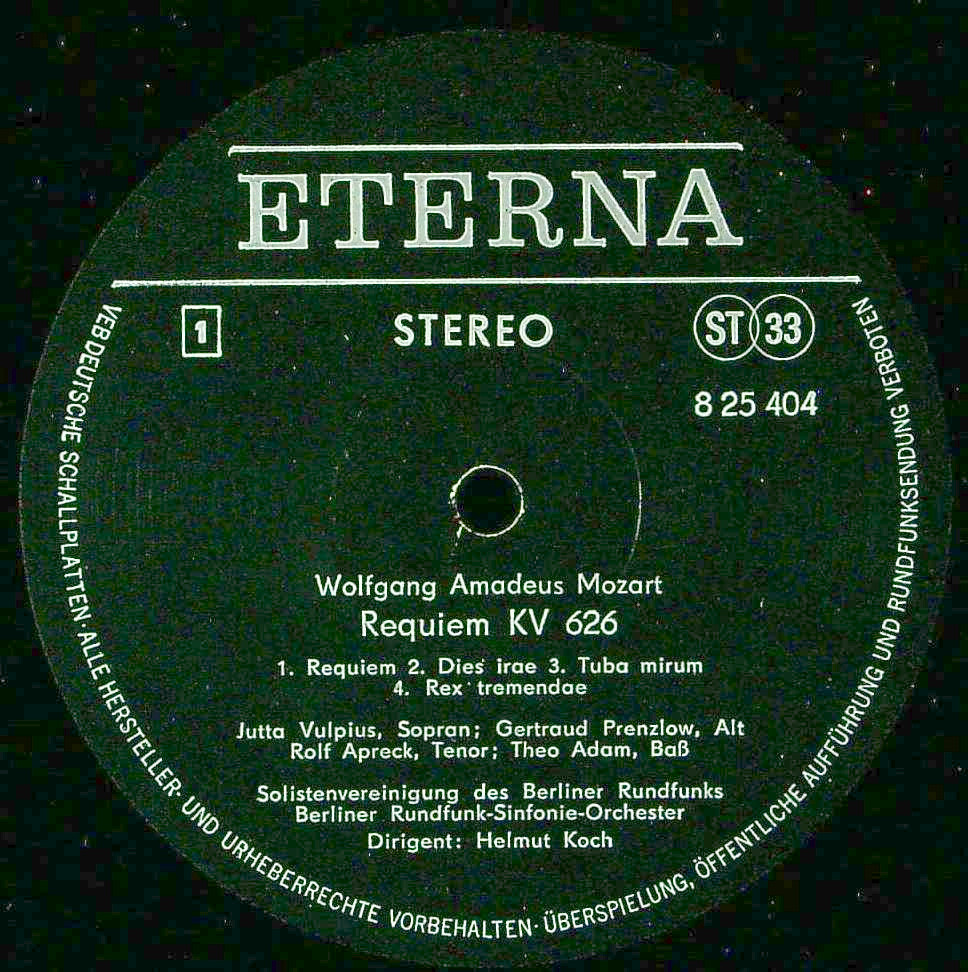 ETERNA
1 STEREO ST 33
8 25 404
Wolfgang Amadeus Mozart
Requiem KV 626
1. Requiem 2. Dies irae 3. Tuba mirum
4. Rex tremendae
Jutta Vulpius, Sopran; Gertraud Prenzlow, Alt
Rolf Apreck, Tenor; Theo Adam, Baß
Solistenvereinigung des Berliner Rundfunks
Berliner Rundfunk-Sinfonie-Orchester
Dirigent: Helmut Koch
VEB DEUTSCHE SCHALLPLATTEN · ALLE HERSTELLER- UND URHEBERRECHTE VORBEHALTEN · ÜBERSPIELUNG, ÖFFENTLICHE AUFFÜHRUNG UND RUNDFUNKSENDUNG VERBOTEN